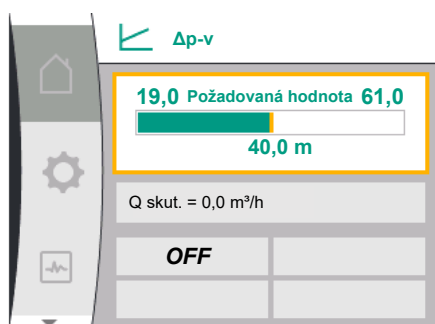 Δp-v
19,0 Požadovaná hodnota 61,0
40,0 m
Q skut. = 0,0 m³/h
OFF